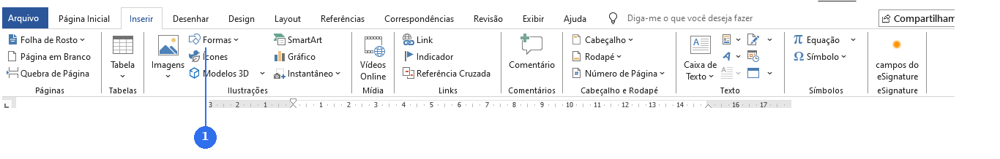 Arquivo Página Inicial Inserir Desenhar Design Layout Referências Correspondências Revisão Exibir Ajuda Diga-me o que você deseja fazer Compartilham
Folha de Rosto
Página em Branco
Quebra de Página
Páginas
Tabela
Tabelas
Imagens
Formas
Ícones
Modelos 3D
SmartArt
Gráfico
Instantâneo
Ilustrações
Vídeos
Online
Mídia
Link
Indicador
Referência Cruzada
Links
Comentário
Comentários
Cabeçalho
Rodapé
Número de Página
Cabeçalho e Rodapé
Caixa de
Texto
Texto
Equação
Símbolo
Símbolos
campos do
eSignature
eSignature
3 2 1 1 2 3 4 5 6 7 8 9 10 11 12 13 14 16 17
1